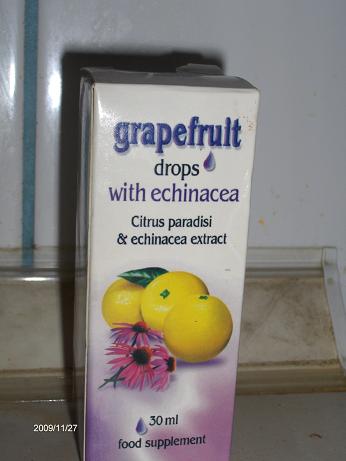 grapefruit
drops
with echinacea
Citrus paradisi
& echinacea extract
30 ml
food supplement
2009/11/27